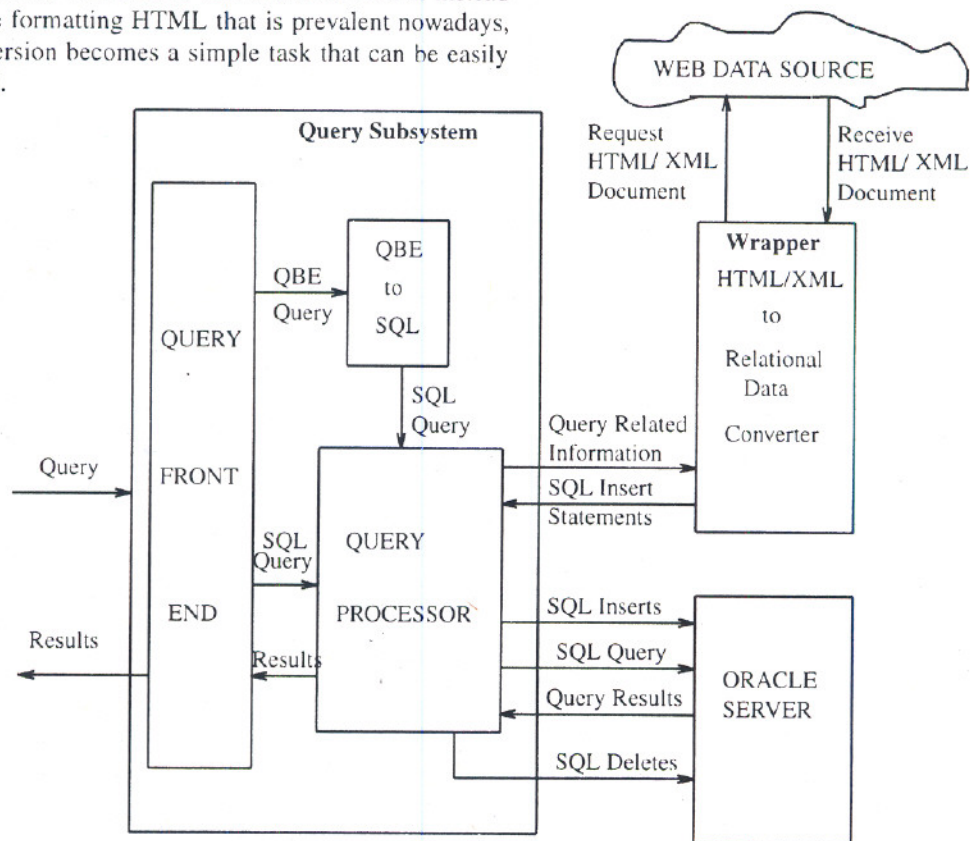 e formatting HTML that is prevalent nowadays,
ersion becomes a simple task that can be easily
.
WEB DATA SOURCE
Request
HTML/ XML
Document
Receive
HTML/ XML
Document
Query Subsystem
Wrapper
HTML/XML
to
Relational
Data
Converter
QBE
to
SQL
QBE
Query
QUERY
FRONT
END
SQL
Query
Query
Results
SQL
Query
Results
QUERY
PROCESSOR
Query Related
Information
SQL Insert
Statements
SQL Inserts
SQL Query
Query Results
SQL Deletes
ORACLE
SERVER